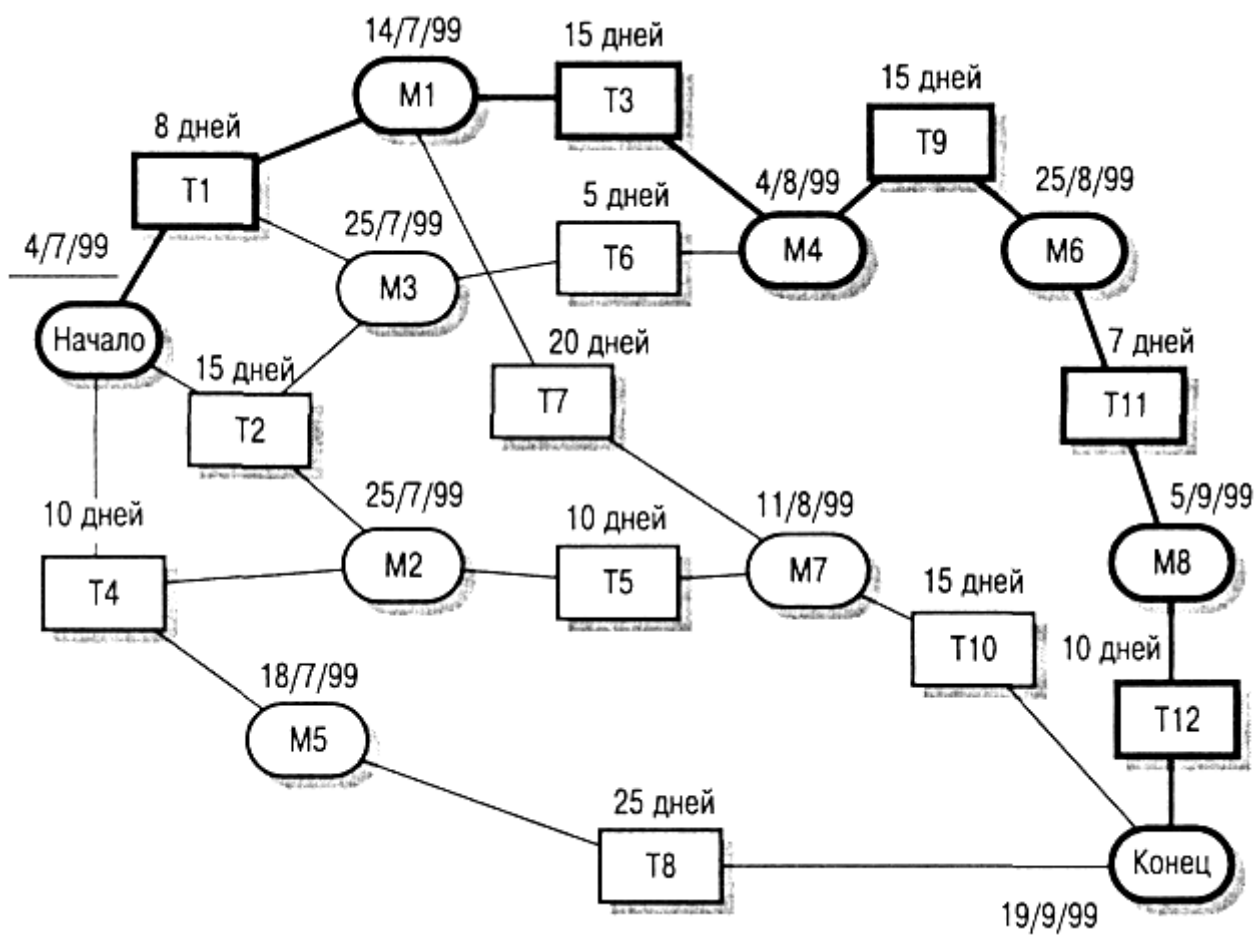 14/7/99
15 дней
M1
T3
15 дней
8 дней
T9
T1
4/8/99
25/8/99
5 дней
25/7/99
4/7/99
M4
M6
T6
M3
Начало
20 дней
7 дней
15 дней
T7
T11
T2
25/7/99
5/9/99
10 дней
10 дней
11/8/99
M2
M7
M8
T4
T5
15 дней
T10
10 дней
18/7/99
M5
T12
25 дней
T8
Конец
19/9/99